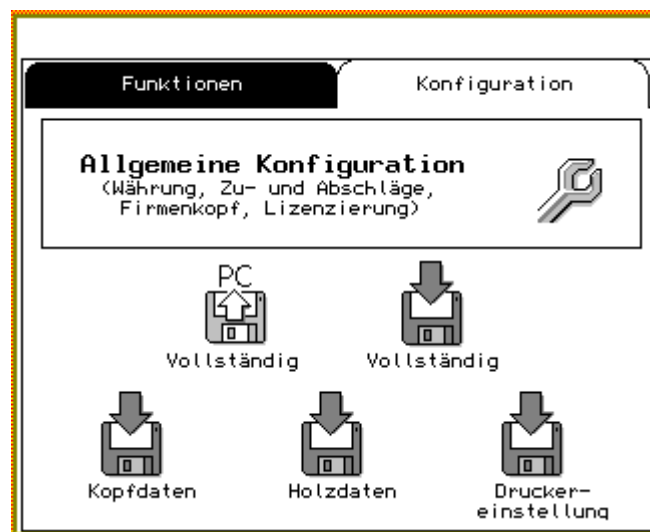 Funktionen
Konfiguration
Allgemeine Konfiguration
(Währung, Zu- und Abschläge,
Firmenkopf, Lizenzierung)
PC
Vollständig
Vollständig
Kopfdaten
Holzdaten
Drucker-
einstellung